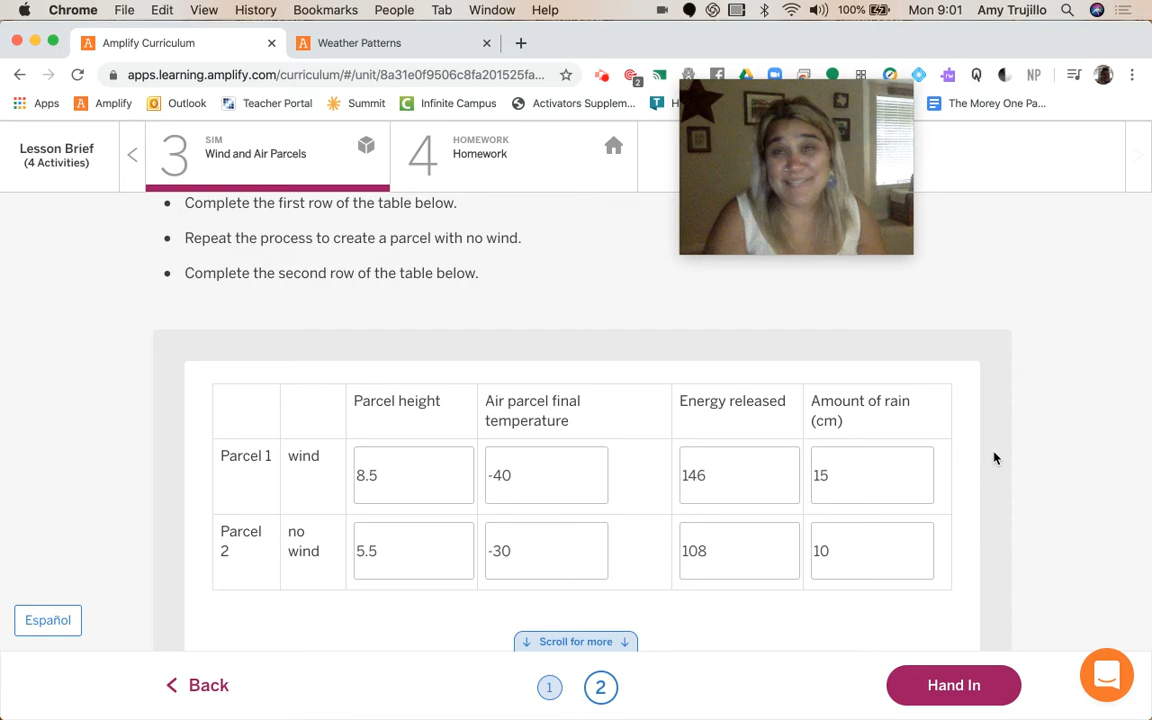 Chrome File Edit View History Bookmarks People Tab Window Help 100% Mon 9:01 Amy Trujillo
Amplify Curriculum Weather Patterns
apps.learning.amplify.com/curriculum/#/unit/8a31e0f9506c8fa201525fa... 2 NP
Apps Amplify Outlook Teacher Portal Summit Infinite Campus Activators Supplem... The Morey One Pa...
Lesson Brief
(4 Activities)
3 SIM
Wind and Air Parcels
4 HOMEWORK
Homework
Complete the first row of the table below.
Repeat the process to create a parcel with no wind.
Complete the second row of the table below.
Parcel height Air parcel final temperature Energy released Amount of rain (cm)
Parcel 1 wind 8.5 -40 146 15
Parcel 2 no wind 5.5 -30 108 10
Español
Scroll for more
Back 1 2 Hand In